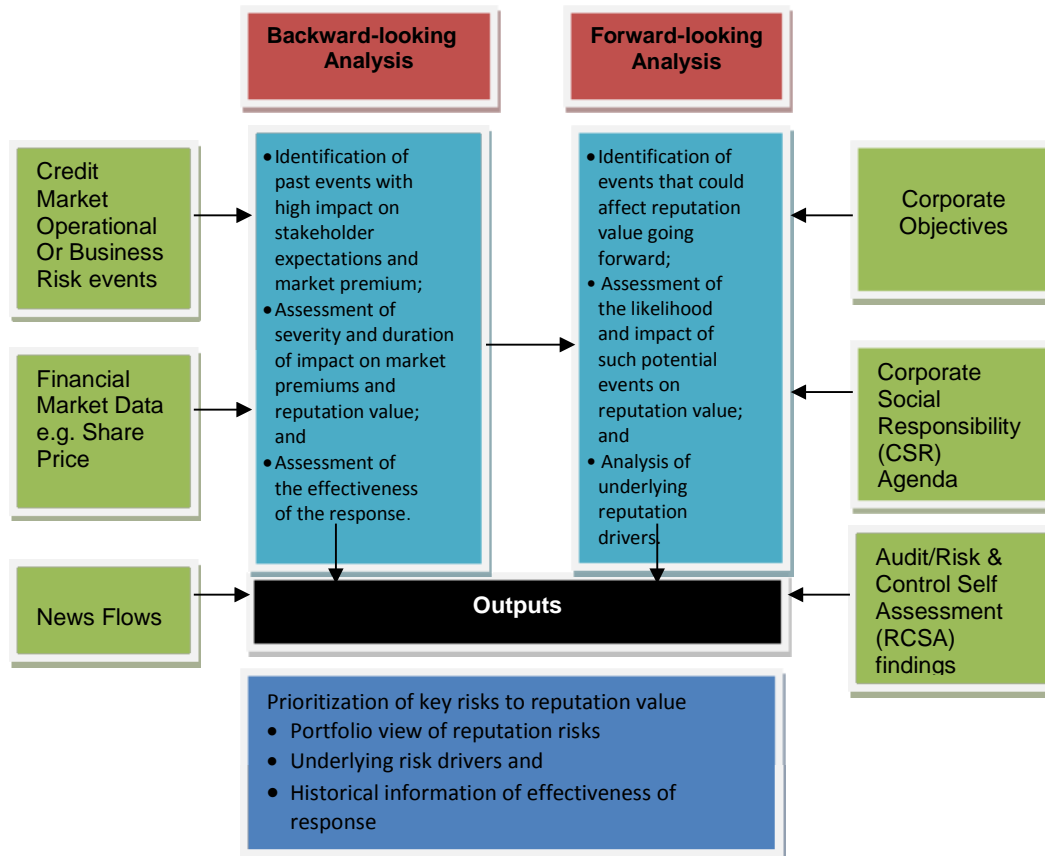 Backward-looking
Analysis
Forward-looking
Analysis
Credit
Market
Operational
Or Business
Risk events
Financial
Market Data
e.g. Share
Price
News Flows
• Identification of
past events with
high impact on
stakeholder
expectations and
market premium;
• Assessment of
severity and duration
of impact on market
premiums and
reputation value;
and
• Assessment of
the effectiveness
of the response.
• Identification of
events that could
affect reputation
value going
forward;
• Assessment of
the likelihood
and impact of
such potential
events on
reputation value;
and
• Analysis of
underlying
reputation
drivers.
Corporate
Objectives
Corporate
Social
Responsibility
(CSR)
Agenda
Audit/Risk &
Control Self
Assessment
(RCSA)
findings
Outputs
Prioritization of key risks to reputation value
• Portfolio view of reputation risks
• Underlying risk drivers and
• Historical information of effectiveness of
response